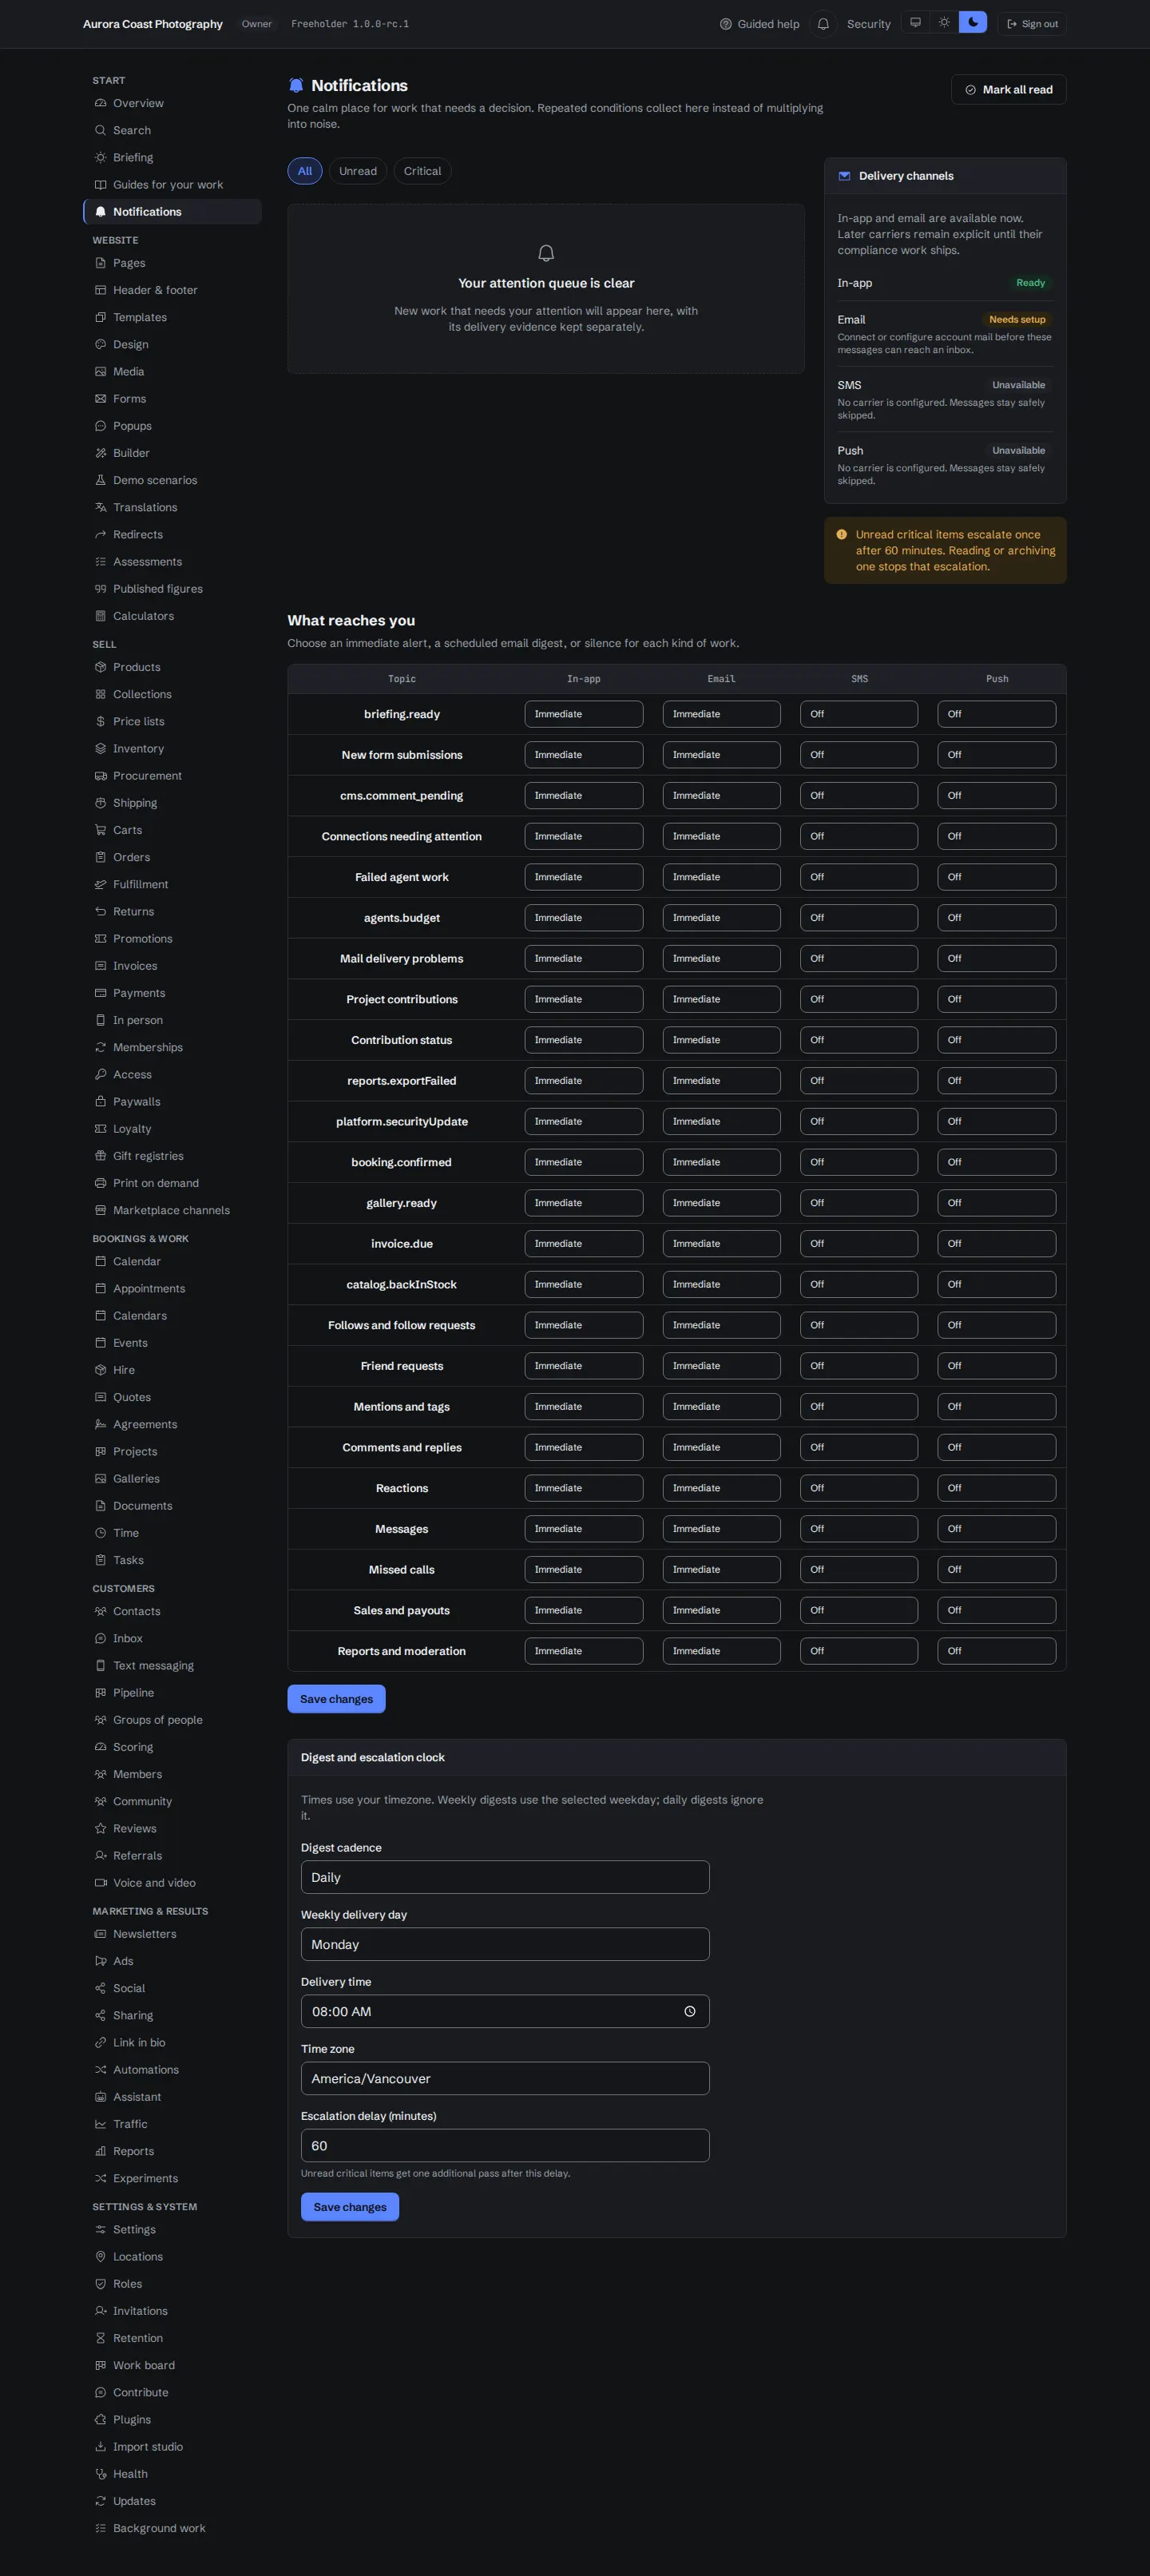 Aurora Coast Photography
Owner
Freeholder 1.0.0-rc.1
Guided help
Security
Sign out
START
Overview
Search
Briefing
Guides for your work
Notifications
WEBSITE
Pages
Header & footer
Templates
Design
Media
Forms
Popups
Builder
Demo scenarios
Translations
Redirects
Assessments
Published figures
Calculators
SELL
Products
Collections
Price lists
Inventory
Procurement
Shipping
Carts
Orders
Fulfillment
Returns
Promotions
Invoices
Payments
In person
Memberships
Access
Paywalls
Loyalty
Gift registries
Print on demand
Marketplace channels
BOOKINGS & WORK
Calendar
Appointments
Calendars
Events
Hire
Quotes
Agreements
Projects
Galleries
Documents
Time
Tasks
CUSTOMERS
Contacts
Inbox
Text messaging
Pipeline
Groups of people
Scoring
Members
Community
Reviews
Referrals
Voice and video
MARKETING & RESULTS
Newsletters
Ads
Social
Sharing
Link in bio
Automations
Assistant
Traffic
Reports
Experiments
SETTINGS & SYSTEM
Settings
Locations
Roles
Invitations
Retention
Work board
Contribute
Plugins
Import studio
Health
Updates
Background work
Notifications
One calm place for work that needs a decision. Repeated conditions collect here instead of multiplying
into noise.
Mark all read
All
Unread
Critical
Your attention queue is clear
New work that needs your attention will appear here, with
its delivery evidence kept separately.
Delivery channels
In-app and email are available now.
Later carriers remain explicit until their
compliance work ships.
In-app
Ready
Email
Needs setup
Connect or configure account mail before these
messages can reach an inbox.
SMS
Unavailable
No carrier is configured. Messages stay safely
skipped.
Push
Unavailable
No carrier is configured. Messages stay safely
skipped.
Unread critical items escalate once
after 60 minutes. Reading or archiving
one stops that escalation.
What reaches you
Choose an immediate alert, a scheduled email digest, or silence for each kind of work.
Topic In-app Email SMS Push
briefing.ready Immediate Immediate Off Off
New form submissions Immediate Immediate Off Off
cms.comment_pending Immediate Immediate Off Off
Connections needing attention Immediate Immediate Off Off
Failed agent work Immediate Immediate Off Off
agents.budget Immediate Immediate Off Off
Mail delivery problems Immediate Immediate Off Off
Project contributions Immediate Immediate Off Off
Contribution status Immediate Immediate Off Off
reports.exportFailed Immediate Immediate Off Off
platform.securityUpdate Immediate Immediate Off Off
booking.confirmed Immediate Immediate Off Off
gallery.ready Immediate Immediate Off Off
invoice.due Immediate Immediate Off Off
catalog.backInStock Immediate Immediate Off Off
Follows and follow requests Immediate Immediate Off Off
Friend requests Immediate Immediate Off Off
Mentions and tags Immediate Immediate Off Off
Comments and replies Immediate Immediate Off Off
Reactions Immediate Immediate Off Off
Messages Immediate Immediate Off Off
Missed calls Immediate Immediate Off Off
Sales and payouts Immediate Immediate Off Off
Reports and moderation Immediate Immediate Off Off
Save changes
Digest and escalation clock
Times use your timezone. Weekly digests use the selected weekday; daily digests ignore
it.
Digest cadence
Daily
Weekly delivery day
Monday
Delivery time
08:00 AM
Time zone
America/Vancouver
Escalation delay (minutes)
60
Unread critical items get one additional pass after this delay.
Save changes